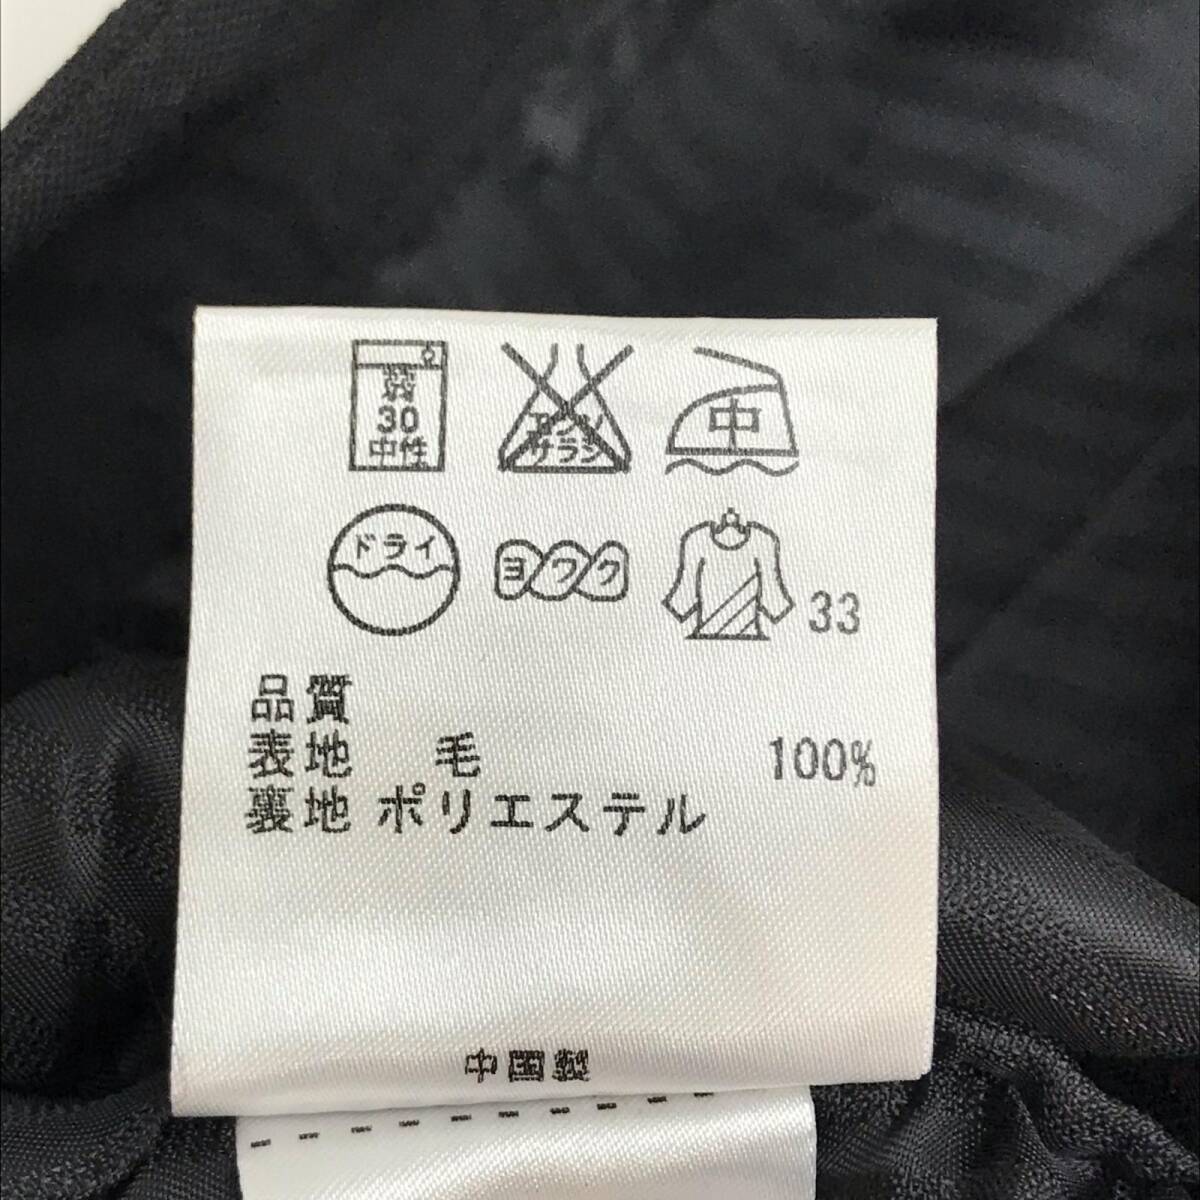 弱
30
中性
エンソ
サラシ
中
ドライ
ヨワク
33
品質
表地 毛 100%
裏地 ポリエステル
中国製